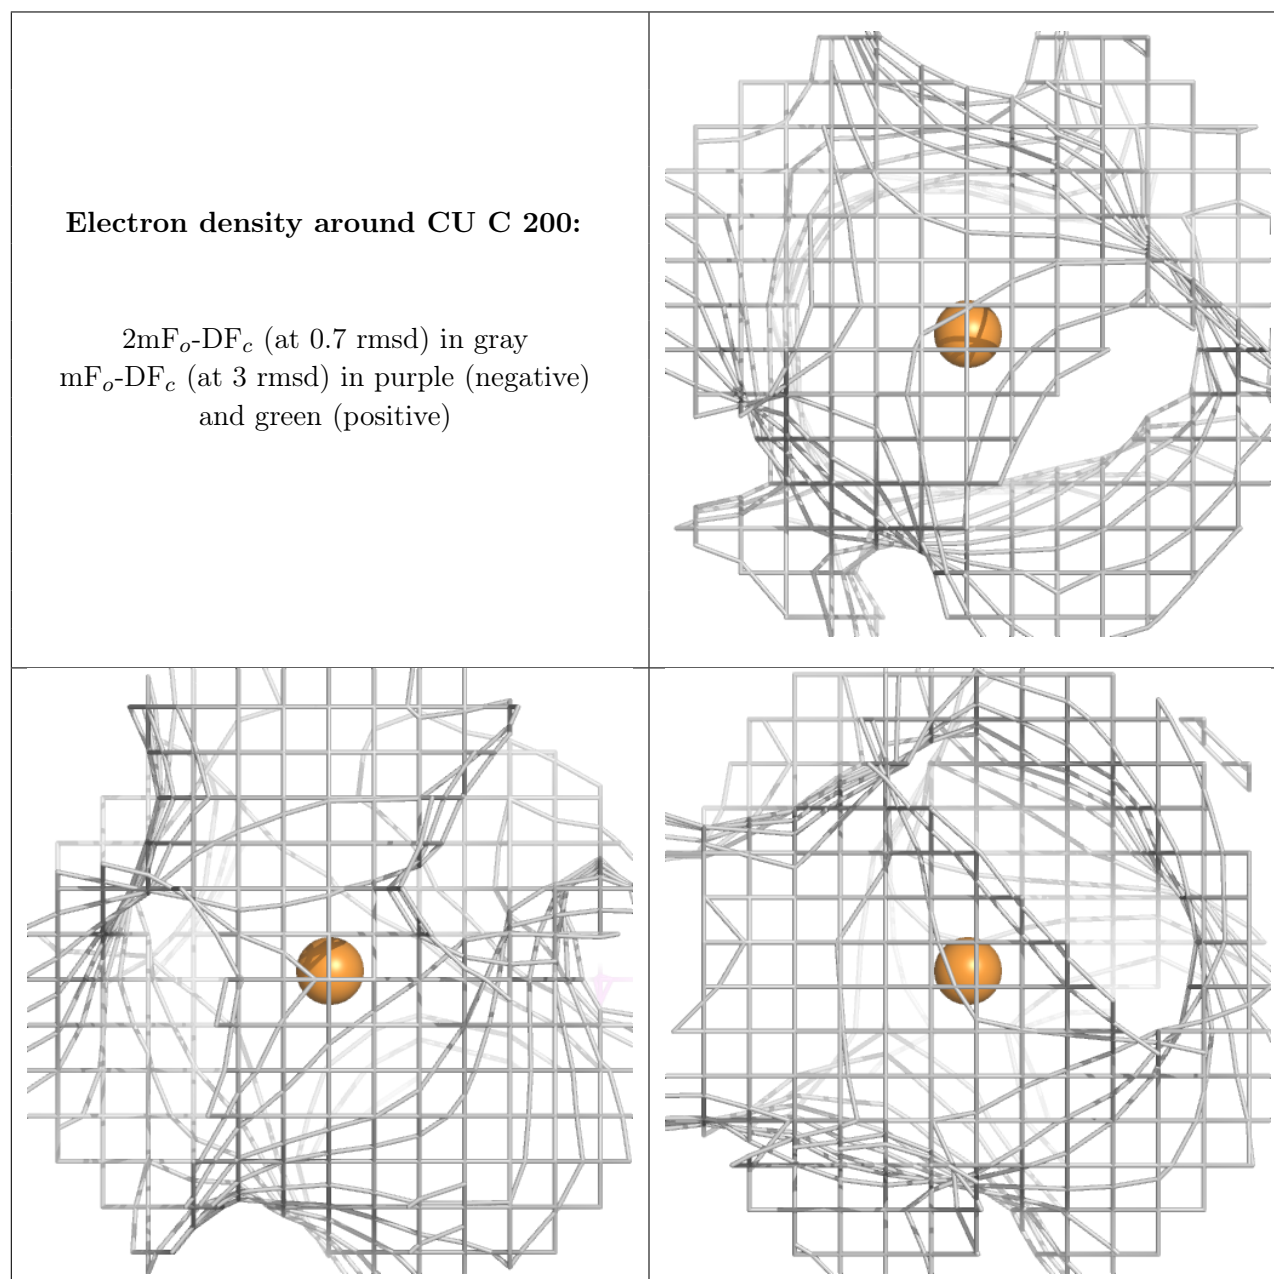 Electron density around CU C 200:
2mFo-DFc (at 0.7 rmsd) in gray
mFo-DFc (at 3 rmsd) in purple (negative)
and green (positive)